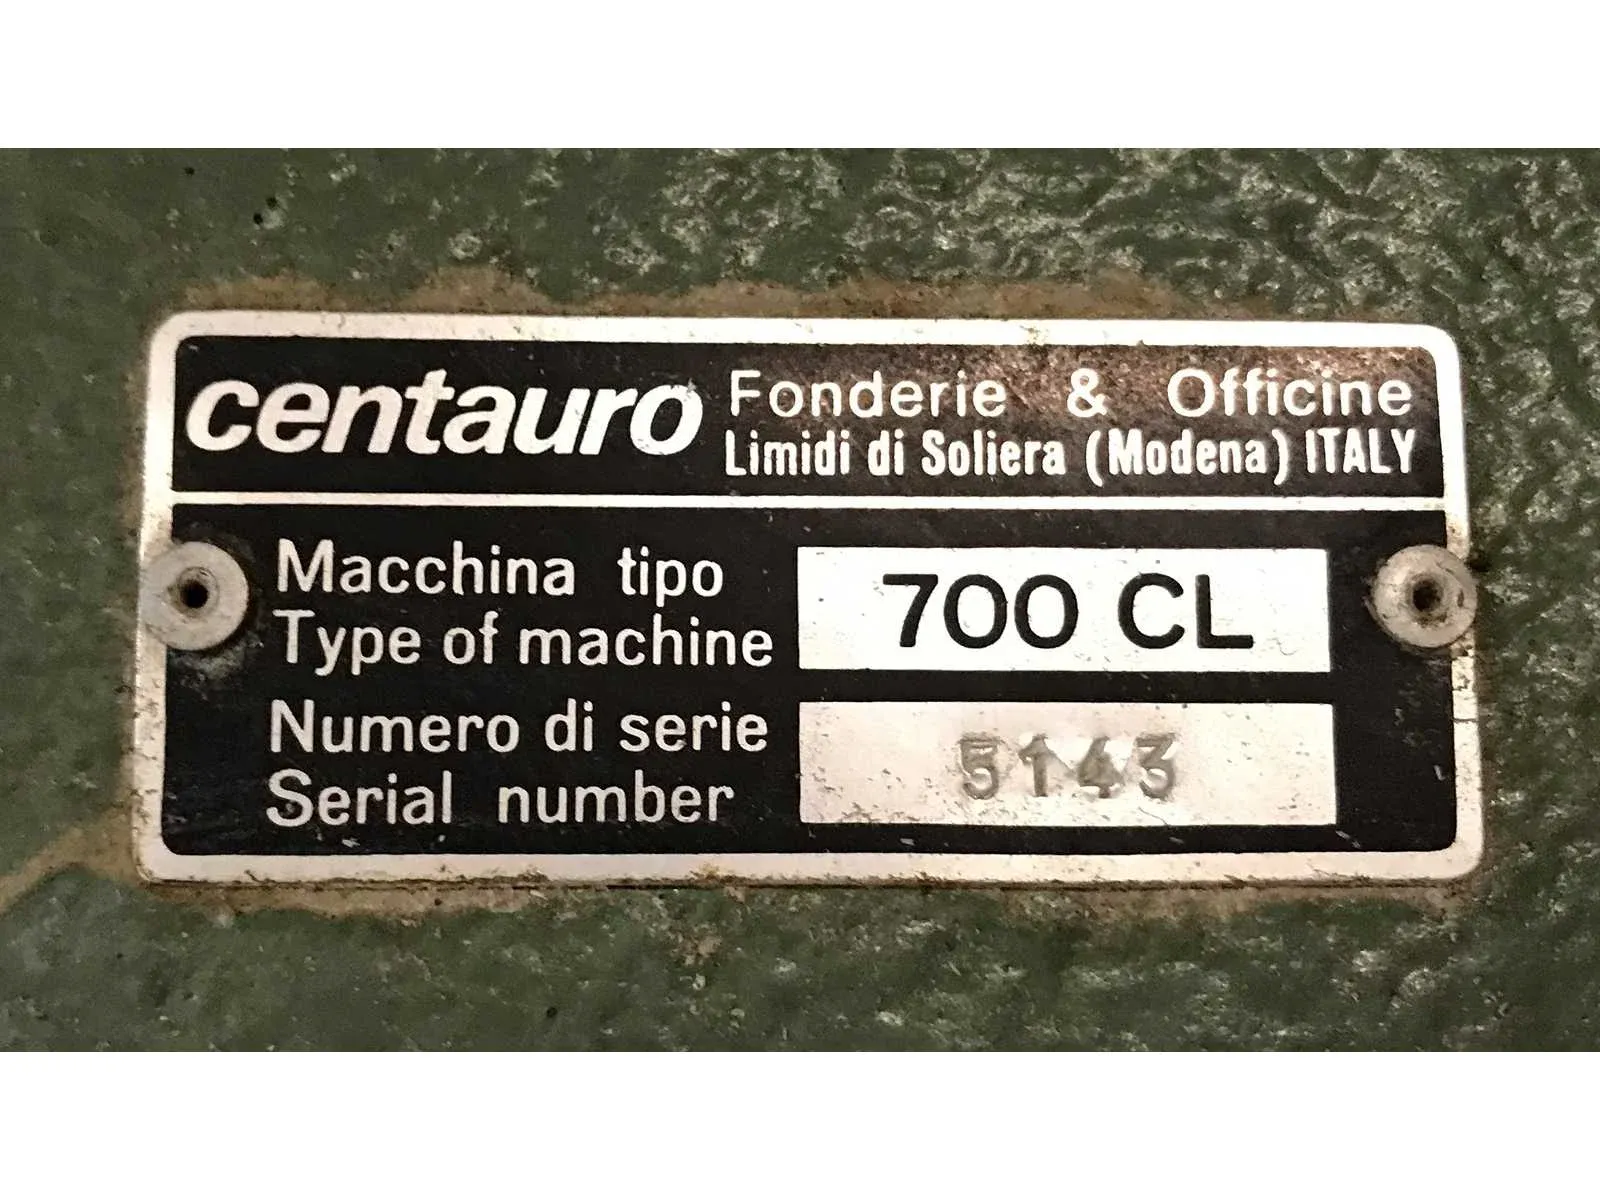 centauro Fonderie & Officine
Limidi di Soliera (Modena) ITALY
Macchina tipo
Type of machine
700 CL
Numero di serie
Serial number
5143